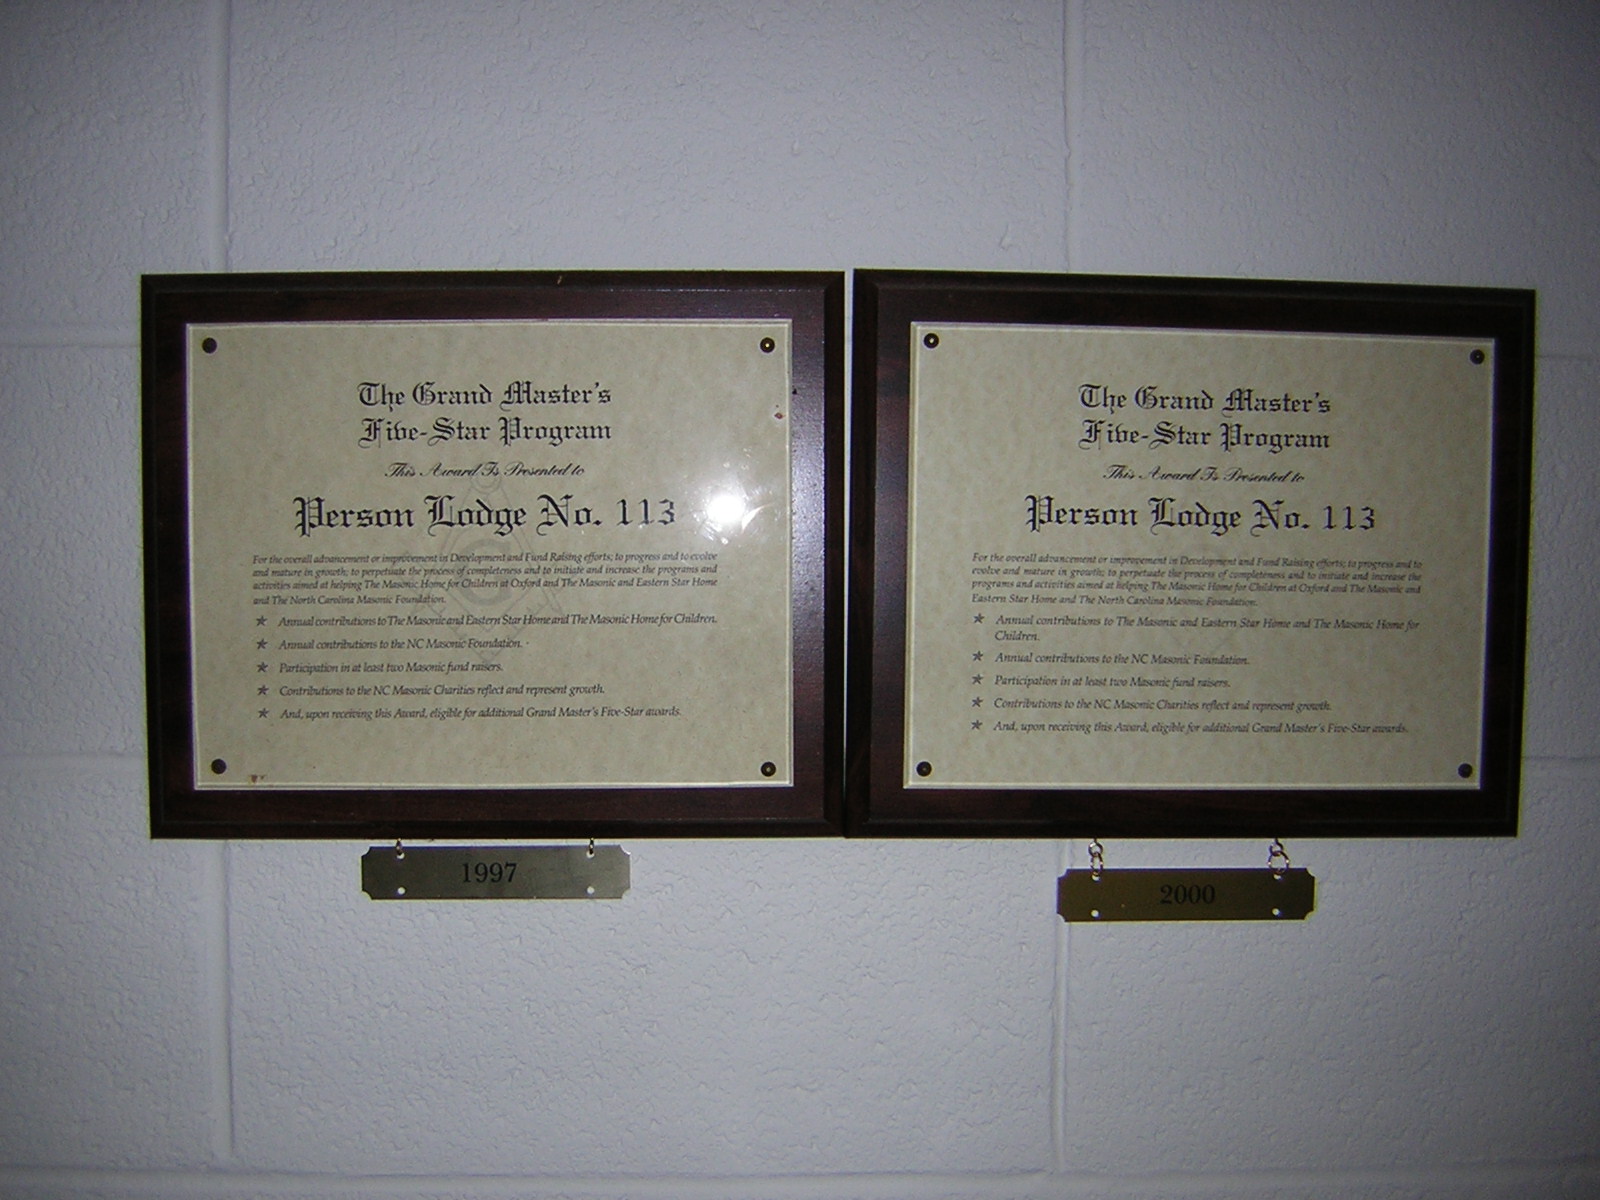 The Grand Master's
Five-Star Program
This Award Is Presented to
Person Lodge No. 113
For the overall advancement or improvement in Development and Fund Raising efforts; to progress and to evolve
and mature in growth; to perpetuate the process of completeness and to initiate and increase the programs and
activities aimed at helping The Masonic Home for Children at Oxford and The Masonic and Eastern Star Home
and The North Carolina Masonic Foundation.
★ Annual contributions to The Masonic and Eastern Star Home and The Masonic Home for Children.
★ Annual contributions to the NC Masonic Foundation.
★ Participation in at least two Masonic fund raisers.
★ Contributions to the NC Masonic Charities reflect and represent growth.
★ And, upon receiving this Award, eligible for additional Grand Master's Five-Star awards.
1997
The Grand Master's
Five-Star Program
This Award Is Presented to
Person Lodge No. 113
For the overall advancement or improvement in Development and Fund Raising efforts; to progress and to
evolve and mature in growth; to perpetuate the process of completeness and to initiate and increase the
programs and activities aimed at helping The Masonic Home for Children at Oxford and The Masonic and
Eastern Star Home and The North Carolina Masonic Foundation.
★ Annual contributions to The Masonic and Eastern Star Home and The Masonic Home for
Children.
★ Annual contributions to the NC Masonic Foundation.
★ Participation in at least two Masonic fund raisers.
★ Contributions to the NC Masonic Charities reflect and represent growth.
★ And, upon receiving this Award, eligible for additional Grand Master's Five-Star awards.
2000